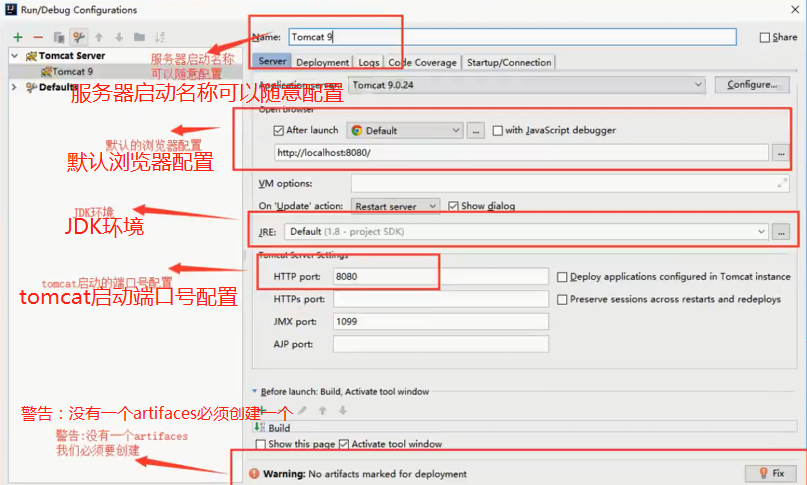 Run/Debug Configurations
Name: Tomcat 9
Share
Tomcat Server
Tomcat 9
Defaults
服务器启动名称
可以随意配置
服务器启动名称可以随意配置
Server Deployment Logs Code Coverage Startup/Connection
Application server: Tomcat 9.0.24 Configure...
Open browser
After launch Default ... with JavaScript debugger
http://localhost:8080/ ...
默认的浏览器配置
默认浏览器配置
VM options:
On 'Update' action: Restart server Show dialog
JDK环境
JDK环境
JRE: Default (1.8 - project SDK) ...
Tomcat Server Settings
HTTP port: 8080 Deploy applications configured in Tomcat instance
tomcat启动的端口号配置
tomcat启动端口号配置
HTTPs port: Preserve sessions across restarts and redeploys
JMX port: 1099
AJP port:
Before launch: Build, Activate tool window
警告：没有一个artifaces必须创建一个
Build
警告:没有一个artifaces
我们必须要创建
Show this page Activate tool window
Warning: No artifacts marked for deployment Fix